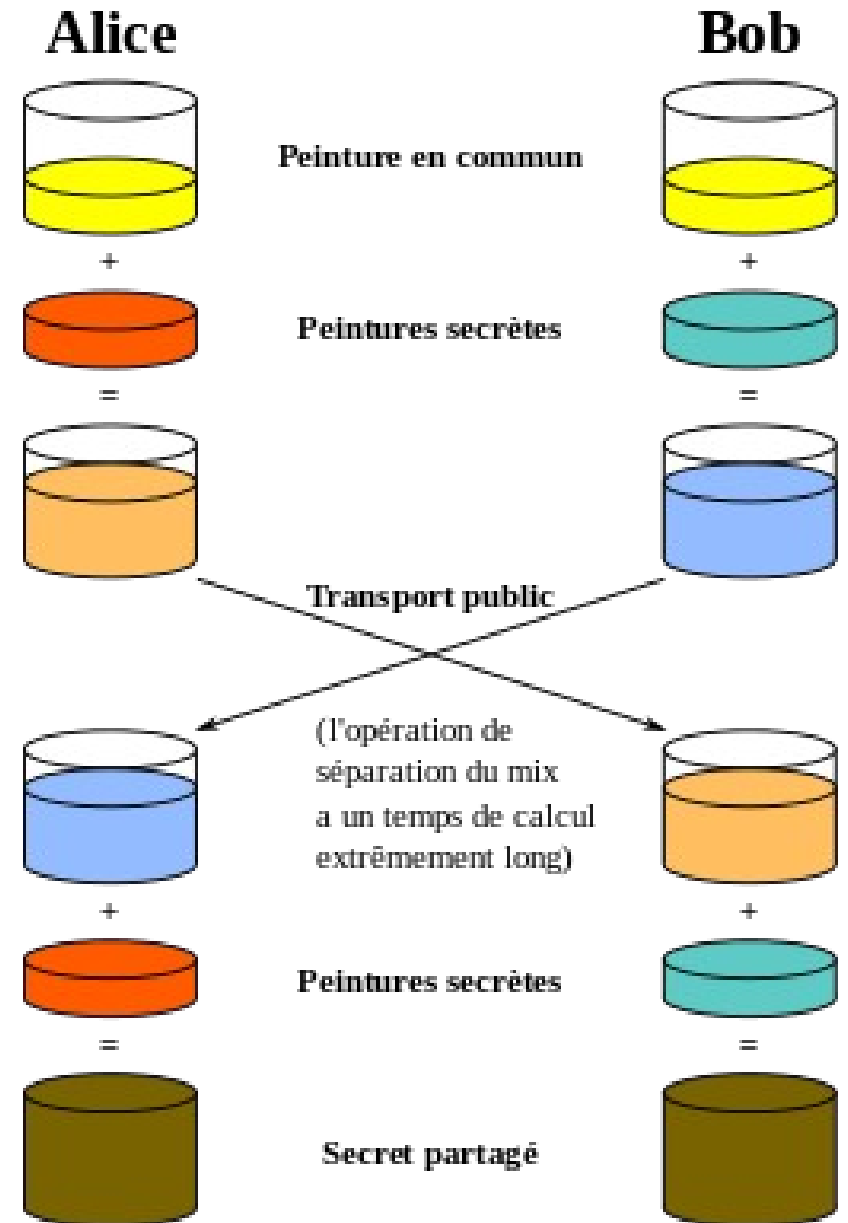 Alice
Bob
Peinture en commun
+
+
Peintures secrètes
=
=
Transport public
(l'opération de
séparation du mix
a un temps de calcul
extrêmement long)
+
+
Peintures secrètes
=
=
Secret partagé